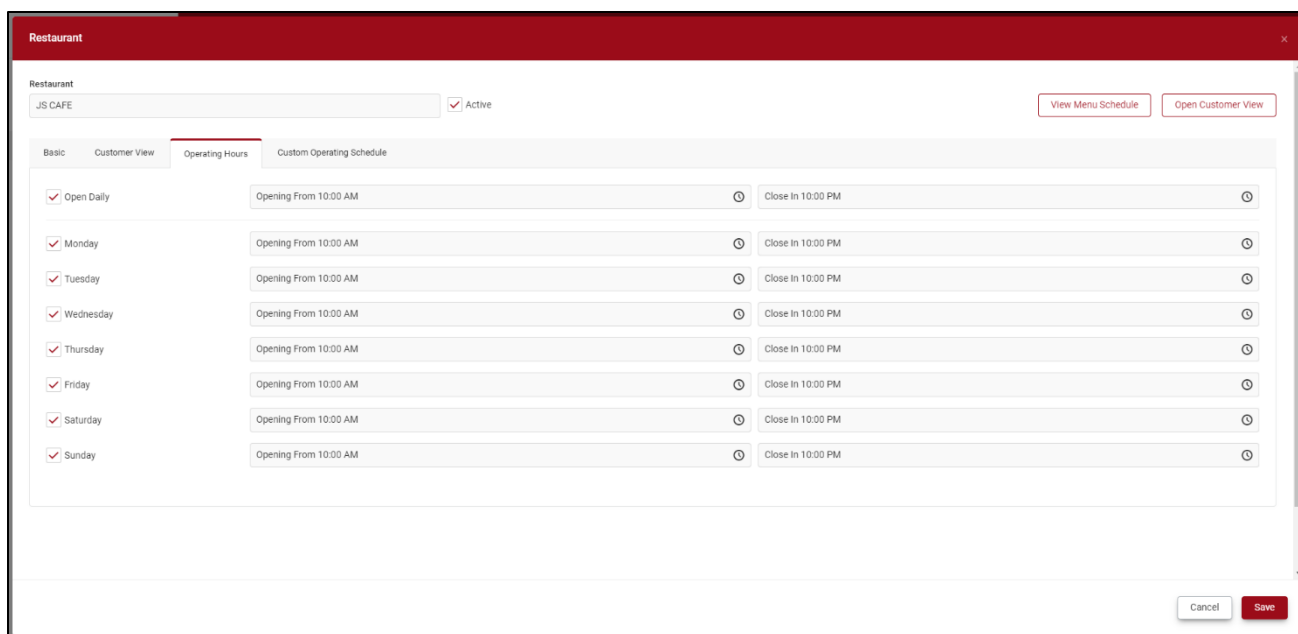 Restaurant
Restaurant
JS CAFE Active View Menu Schedule Open Customer View
Basic Customer View Operating Hours Custom Operating Schedule
Open Daily Opening From 10:00 AM Close In 10:00 PM
Monday Opening From 10:00 AM Close In 10:00 PM
Tuesday Opening From 10:00 AM Close In 10:00 PM
Wednesday Opening From 10:00 AM Close In 10:00 PM
Thursday Opening From 10:00 AM Close In 10:00 PM
Friday Opening From 10:00 AM Close In 10:00 PM
Saturday Opening From 10:00 AM Close In 10:00 PM
Sunday Opening From 10:00 AM Close In 10:00 PM
Cancel Save